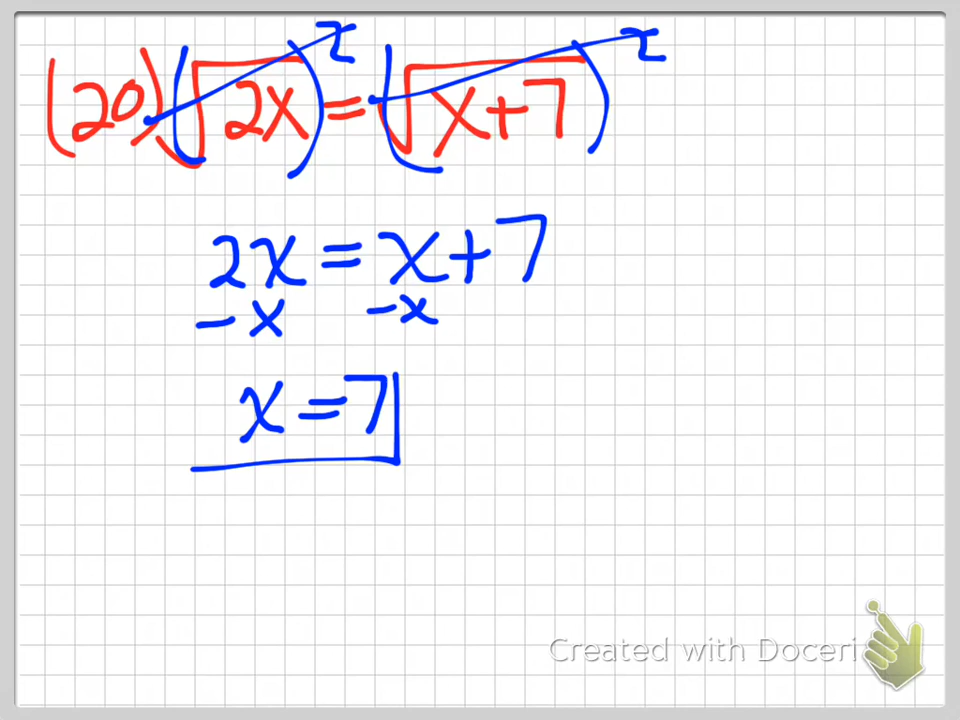 (20) (√2x)² = (√x+7)²
2x = x+7
-x -x
x = 7
Created with Doceri